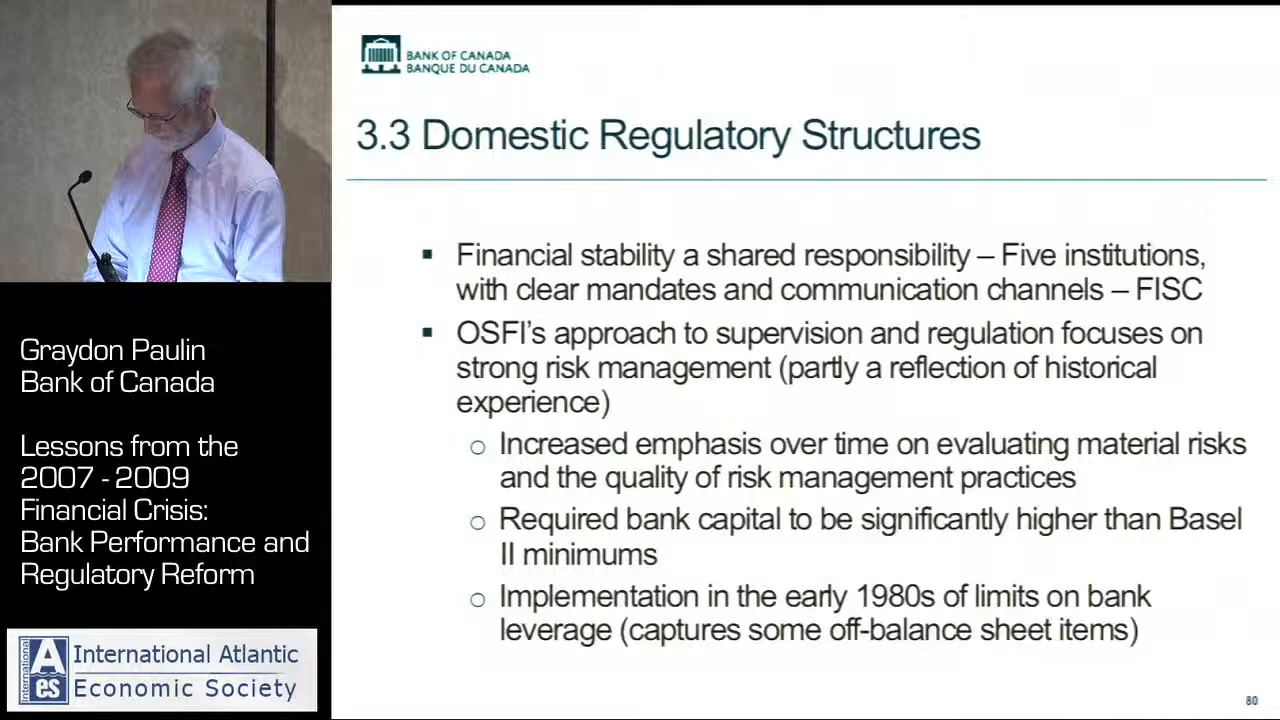 BANK OF CANADA
BANQUE DU CANADA
3.3 Domestic Regulatory Structures
Financial stability a shared responsibility – Five institutions,
with clear mandates and communication channels – FISC
OSFI's approach to supervision and regulation focuses on
strong risk management (partly a reflection of historical
experience)
Increased emphasis over time on evaluating material risks
and the quality of risk management practices
Required bank capital to be significantly higher than Basel
II minimums
Implementation in the early 1980s of limits on bank
leverage (captures some off-balance sheet items)
80
Graydon Paulin
Bank of Canada
Lessons from the
2007 - 2009
Financial Crisis:
Bank Performance and
Regulatory Reform
International
A
es
International Atlantic
Economic Society